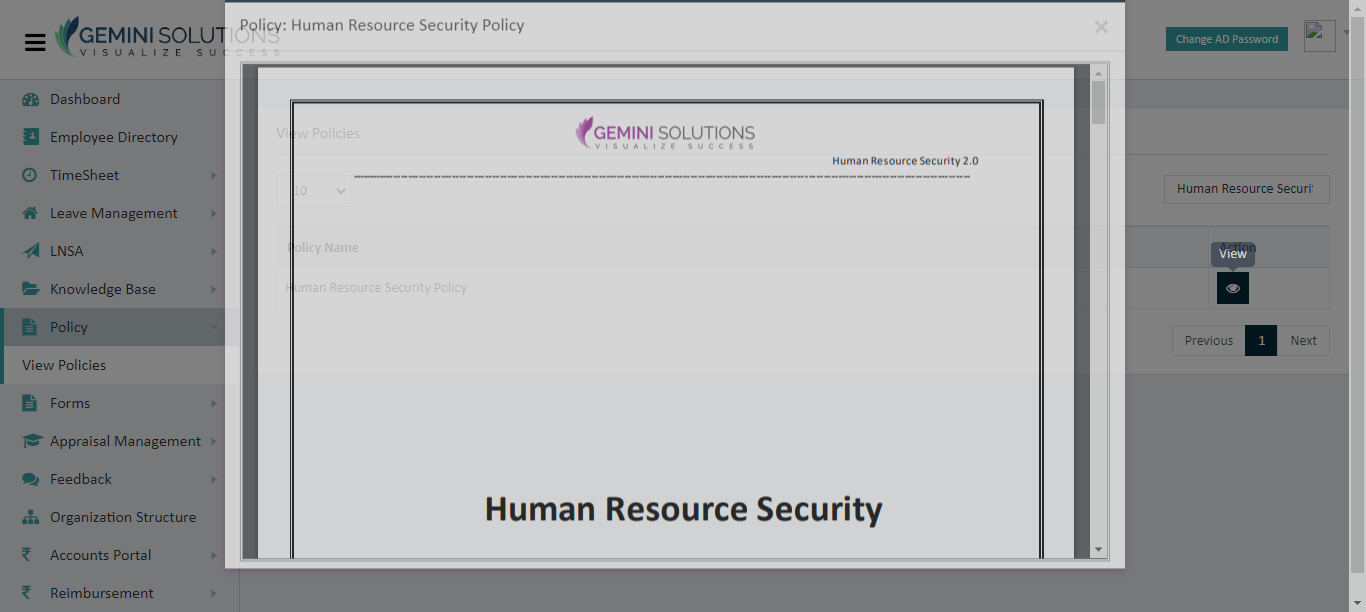 Policy: Human Resource Security Policy
×
GEMINI SOLUTIONS
VISUALIZE SUCCESS
Change AD Password
Dashboard
Employee Directory
TimeSheet
Leave Management
LNSA
Knowledge Base
Policy
View Policies
Forms
Appraisal Management
Feedback
Organization Structure
Accounts Portal
Reimbursement
View Policies
GEMINI SOLUTIONS
VISUALIZE SUCCESS
Human Resource Security 2.0
10
Human Resource Securi
Policy Name
Action
View
Human Resource Security Policy
Previous
1
Next
Human Resource Security